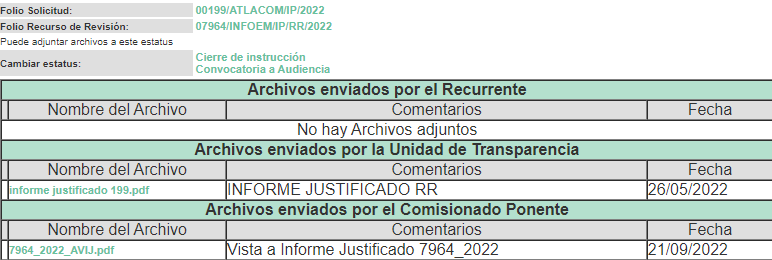 Folio Solicitud: 00199/ATLACOM/IP/2022
Folio Recurso de Revisión: 07964/INFOEM/IP/RR/2022
Puede adjuntar archivos a este estatus
Cambiar estatus: Cierre de instrucción
Convocatoria a Audiencia
Archivos enviados por el Recurrente
Nombre del Archivo Comentarios Fecha
No hay Archivos adjuntos
Archivos enviados por la Unidad de Transparencia
Nombre del Archivo Comentarios Fecha
informe justificado 199.pdf INFORME JUSTIFICADO RR 26/05/2022
Archivos enviados por el Comisionado Ponente
Nombre del Archivo Comentarios Fecha
7964_2022_AVIJ.pdf Vista a Informe Justificado 7964_2022 21/09/2022